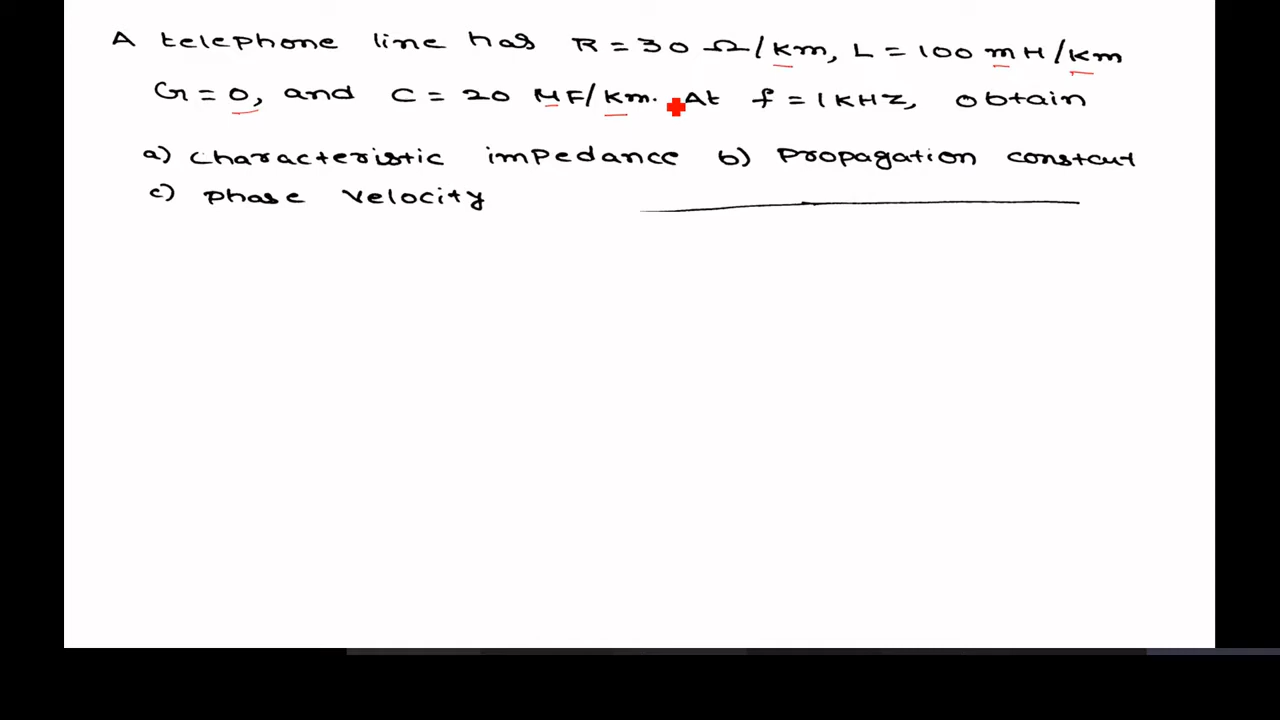 A telephone line has R = 30 Ω/km, L = 100 mH/km
G = 0, and C = 20 μF/km. At f = 1 KHZ, obtain
a) characteristic impedance b) propagation constant
c) phase velocity